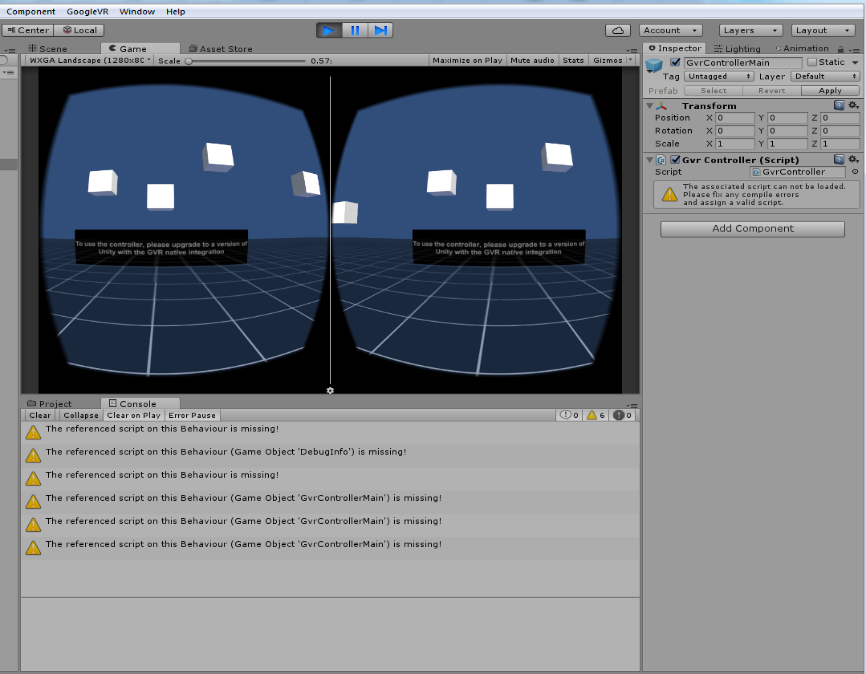 Component GoogleVR Window Help
Center Local
Account Layers Layout
Scene Game Asset Store
WXGA Landscape (1280x8C Scale 0.57: Maximize on Play Mute audio Stats Gizmos
To use the controller, please upgrade to a version of
Unity with the GVR native integration
To use the controller, please upgrade to a version of
Unity with the GVR native integration
Project Console
Clear Collapse Clear on Play Error Pause 0 6 0
The referenced script on this Behaviour is missing!
The referenced script on this Behaviour (Game Object 'DebugInfo') is missing!
The referenced script on this Behaviour is missing!
The referenced script on this Behaviour (Game Object 'GvrControllerMain') is missing!
The referenced script on this Behaviour (Game Object 'GvrControllerMain') is missing!
The referenced script on this Behaviour (Game Object 'GvrControllerMain') is missing!
Inspector Lighting Animation
GvrControllerMain Static
Tag Untagged Layer Default
Prefab Select Revert Apply
Transform
Position X 0 Y 0 Z 0
Rotation X 0 Y 0 Z 0
Scale X 1 Y 1 Z 1
Gvr Controller (Script)
Script GvrController
The associated script can not be loaded.
Please fix any compile errors
and assign a valid script.
Add Component